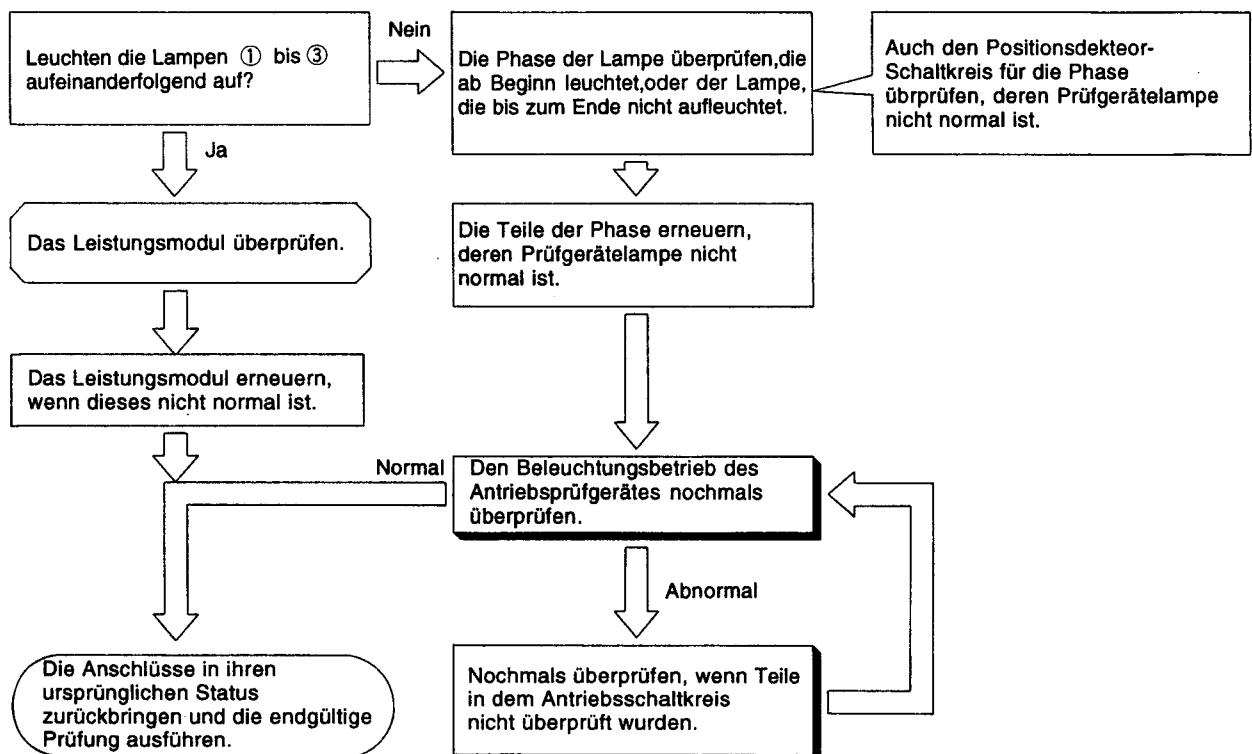 Leuchten die Lampen ① bis ③
aufeinanderfolgend auf?
Nein
Die Phase der Lampe überprüfen,die
ab Beginn leuchtet,oder der Lampe,
die bis zum Ende nicht aufleuchtet.
Auch den Positionsdekteor-
Schaltkreis für die Phase
übrprüfen, deren Prüfgerätelampe
nicht normal ist.
Ja
Das Leistungsmodul überprüfen.
Die Teile der Phase erneuern,
deren Prüfgerätelampe nicht
normal ist.
Das Leistungsmodul erneuern,
wenn dieses nicht normal ist.
Normal
Den Beleuchtungsbetrieb des
Antriebsprüfgerätes nochmals
überprüfen.
Abnormal
Die Anschlüsse in ihren
ursprünglichen Status
zurückbringen und die endgültige
Prüfung ausführen.
Nochmals überprüfen, wenn Teile
in dem Antriebsschaltkreis
nicht überprüft wurden.